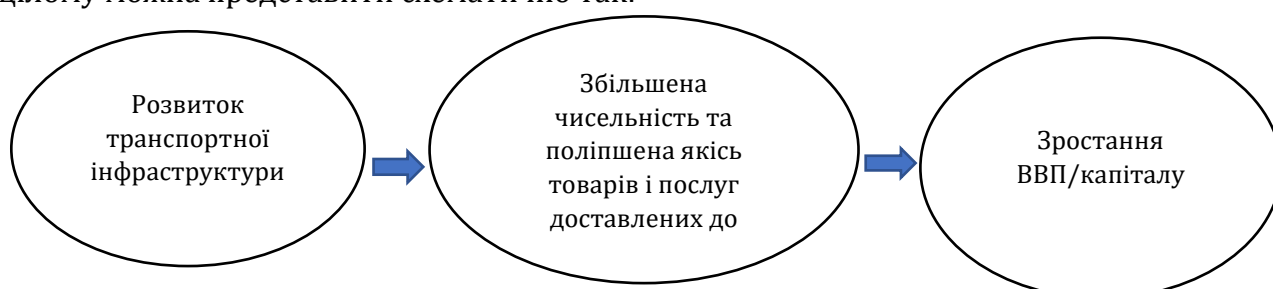 цілому можна представити схематично так:
Розвиток
транспортної
інфраструктури
Збільшена
чисельність та
поліпшена якісь
товарів і послуг
доставлених до
Зростання
ВВП/капіталу